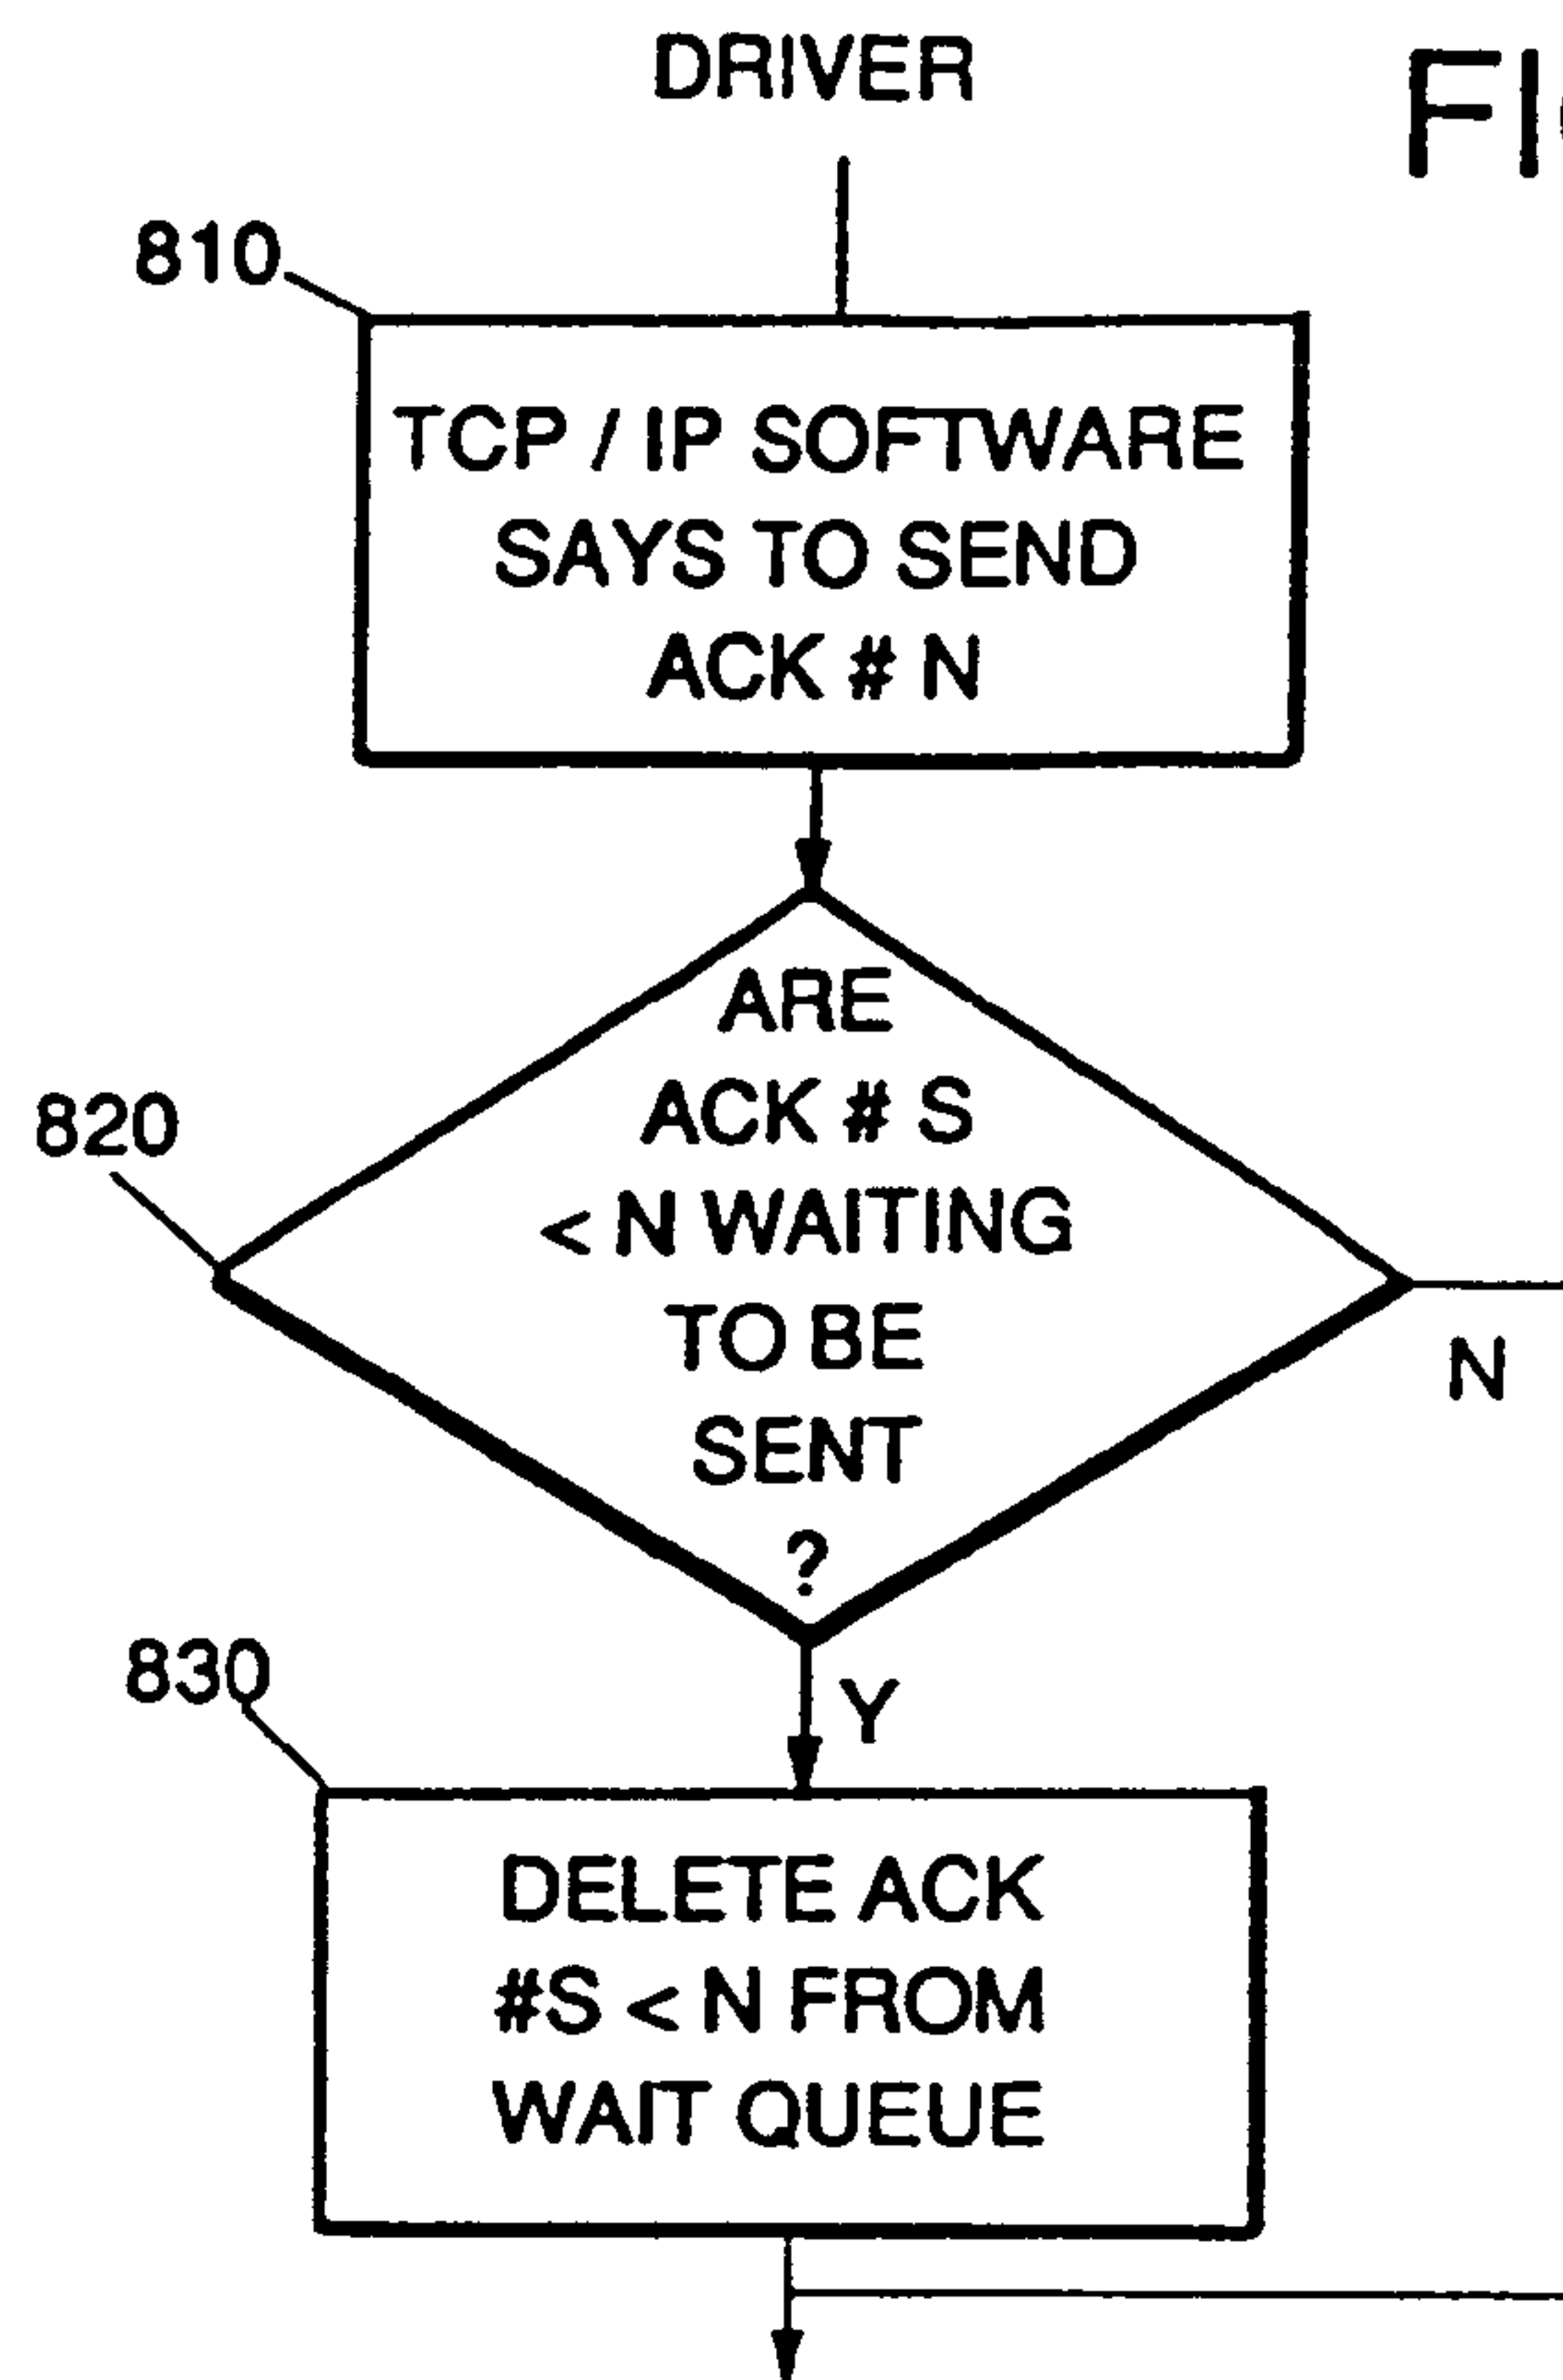 DRIVER
810
TCP / IP SOFTWARE
SAYS TO SEND
ACK # N
820
ARE
ACK # S
< N WAITING
TO BE
SENT
?
N
830
Y
DELETE ACK
#S < N FROM
WAIT QUEUE